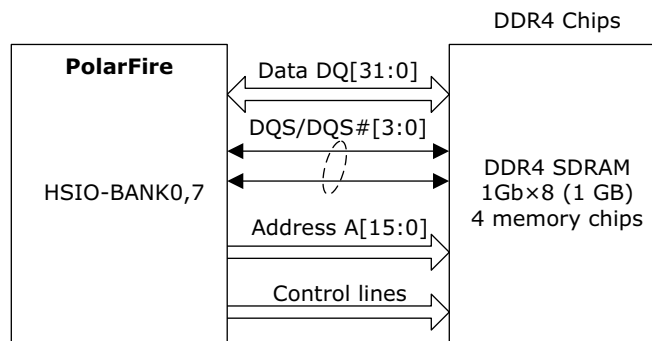 DDR4 Chips
PolarFire
Data DQ[31:0]
DQS/DQS#[3:0]
HSIO-BANK0,7
DDR4 SDRAM
1Gb×8 (1 GB)
4 memory chips
Address A[15:0]
Control lines